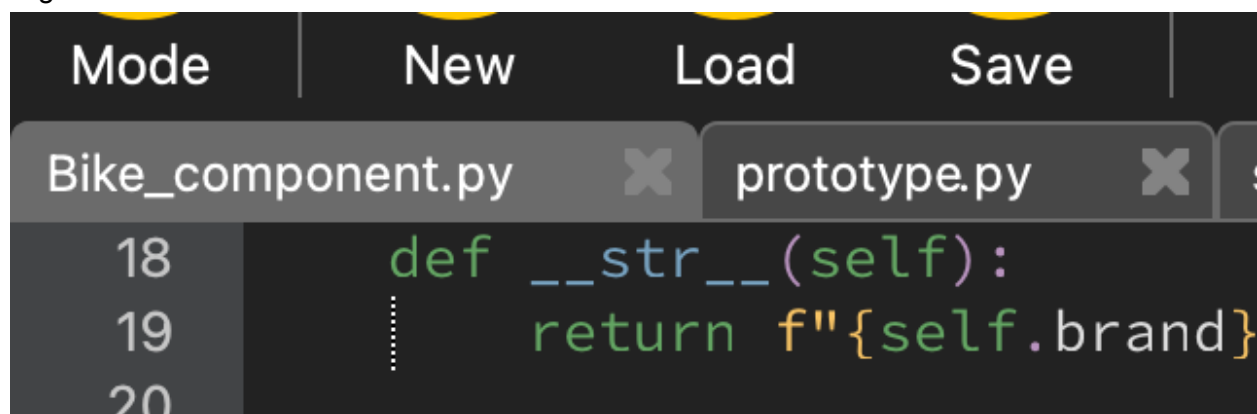 Mode New Load Save
Bike_component.py prototype.py
18 def __str__(self):
19 return f"{self.brand}
20